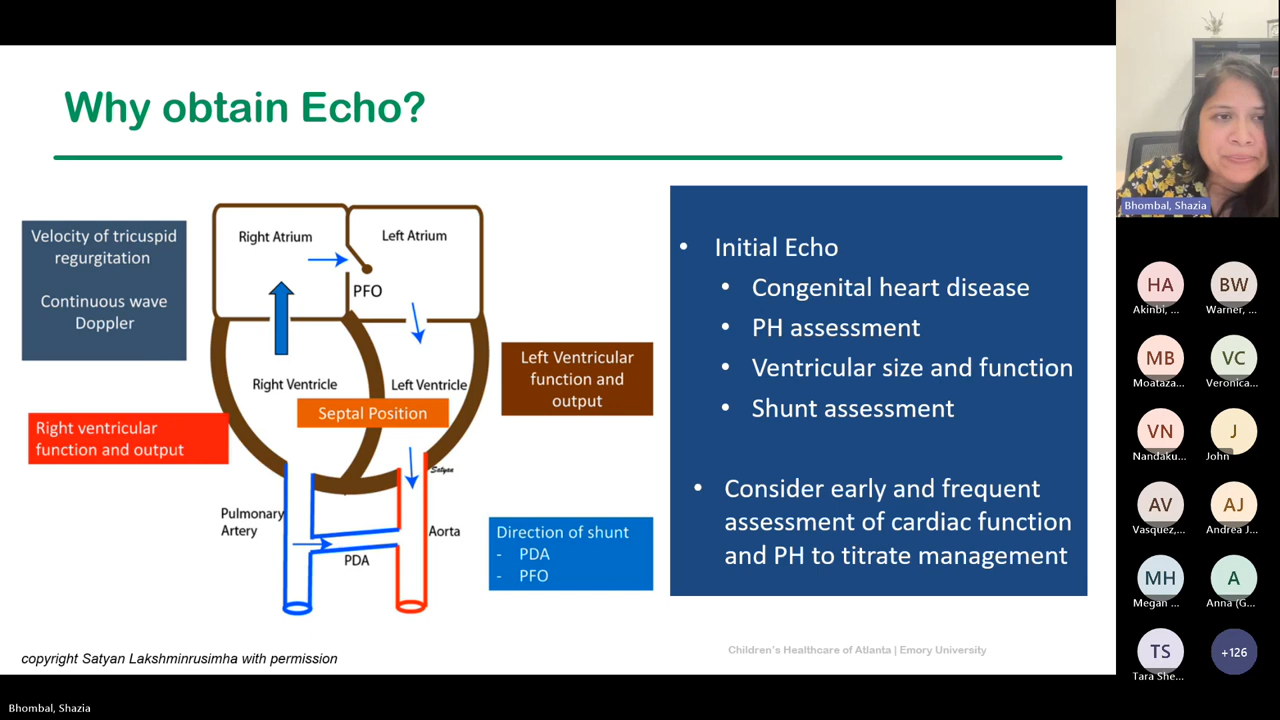 Why obtain Echo?
Velocity of tricuspid
regurgitation
Continuous wave
Doppler
Right Atrium
Left Atrium
PFO
Right Ventricle
Left Ventricle
Septal Position
Left Ventricular
function and
output
Right ventricular
function and output
Satyan
Pulmonary
Artery
PDA
Aorta
Direction of shunt
- PDA
- PFO
• Initial Echo
• Congenital heart disease
• PH assessment
• Ventricular size and function
• Shunt assessment
• Consider early and frequent
assessment of cardiac function
and PH to titrate management
copyright Satyan Lakshminrusimha with permission
Children's Healthcare of Atlanta | Emory University
Bhombal, Shazia
HA
Akinbi, ...
BW
Warner, ...
MB
Moataza...
VC
Veronica...
VN
Nandaku...
J
John
AV
Vasquez,...
AJ
Andrea J...
MH
Megan ...
A
Anna (G...
TS
Tara She...
+126
Bhombal, Shazia